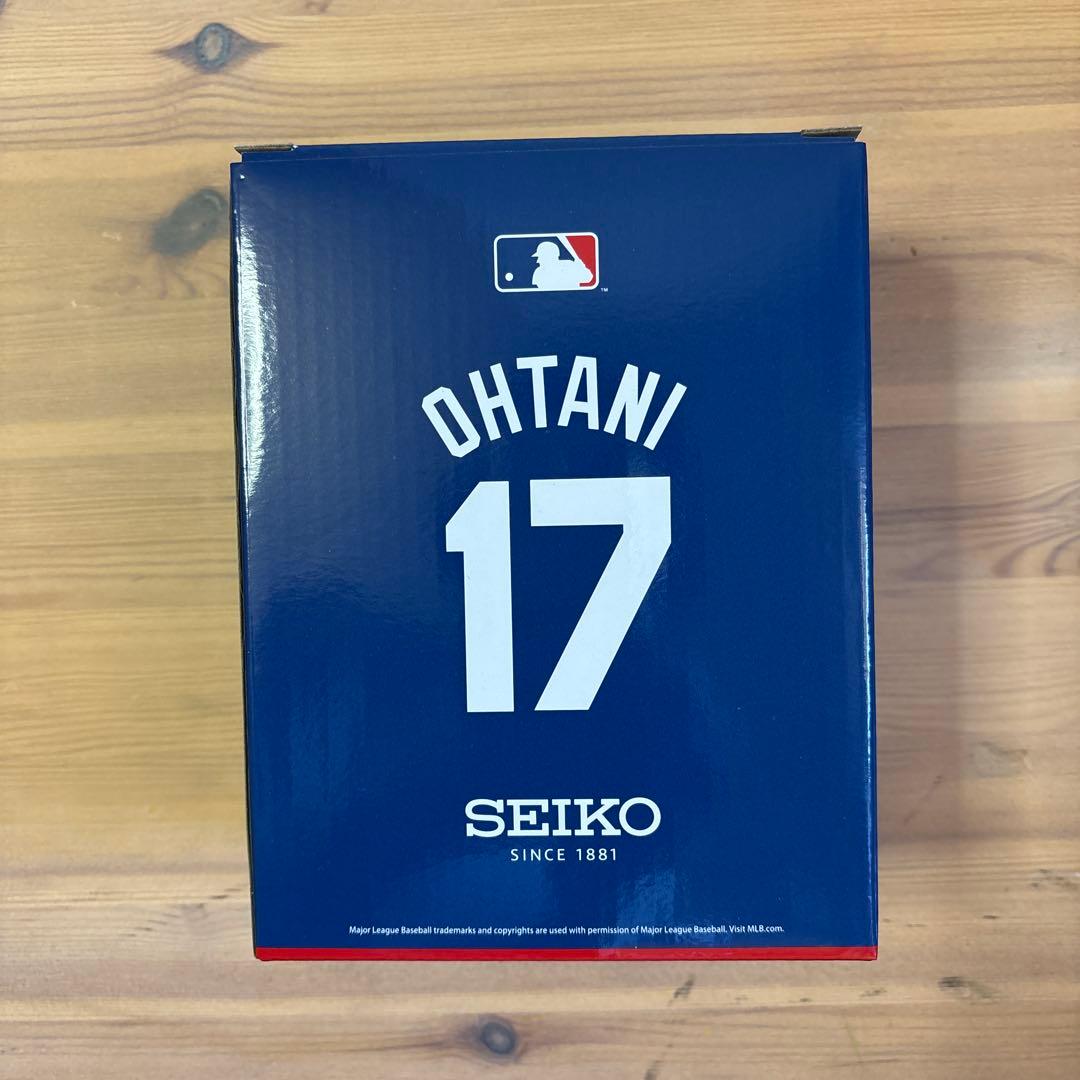 TM
OHTANI
17
SEIKO
SINCE 1881
Major League Baseball trademarks and copyrights are used with permission of Major League Baseball. Visit MLB.com.